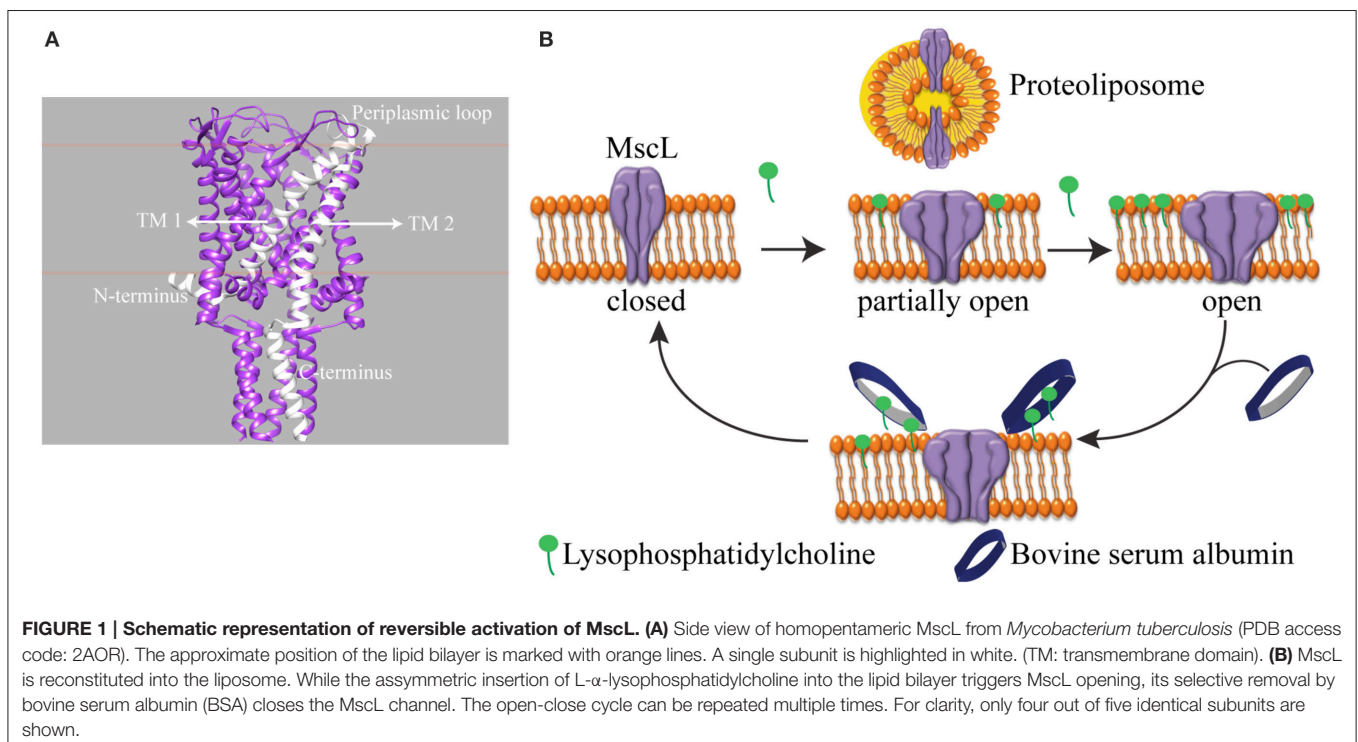 A
Periplasmic loop
TM 1
TM 2
N-terminus
C-terminus
B
Proteoliposome
MscL
closed
partially open
open
Lysophosphatidylcholine
Bovine serum albumin
FIGURE 1 | Schematic representation of reversible activation of MscL. (A) Side view of homopentameric MscL from Mycobacterium tuberculosis (PDB access
code: 2AOR). The approximate position of the lipid bilayer is marked with orange lines. A single subunit is highlighted in white. (TM: transmembrane domain). (B) MscL
is reconstituted into the liposome. While the assymmetric insertion of L-α-lysophosphatidylcholine into the lipid bilayer triggers MscL opening, its selective removal by
bovine serum albumin (BSA) closes the MscL channel. The open-close cycle can be repeated multiple times. For clarity, only four out of five identical subunits are
shown.